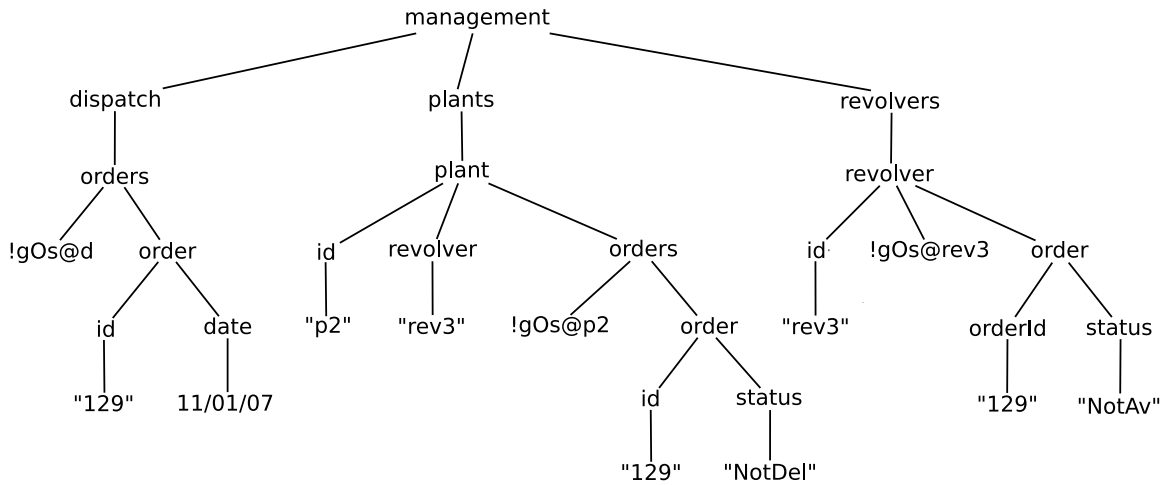 management
dispatch plants revolvers
orders plant revolver
!gOs@d order id revolver orders id !gOs@rev3 order
id date "p2" "rev3" !gOs@p2 order "rev3" orderId status
"129" 11/01/07 id status "129" "NotAv"
"129" "NotDel"